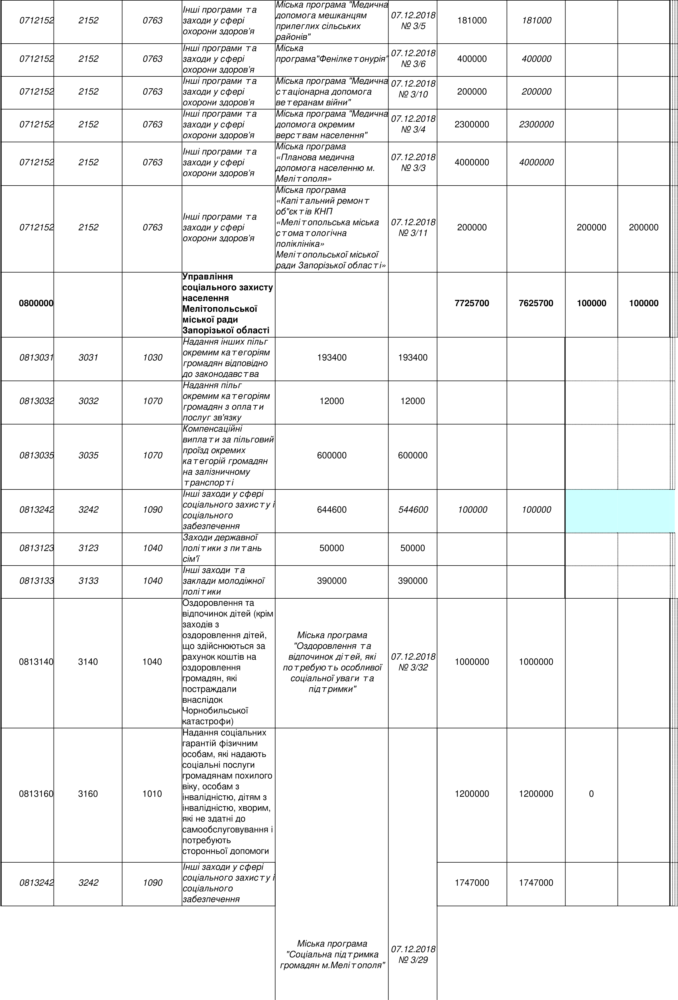 0712152 2152 0763 Інші програми та заходи у сфері охорони здоров’я Міська програма "Медична допомога мешканцям прилеглих сільських районів" 07.12.2018 № 3/5 181000 181000
0712152 2152 0763 Інші програми та заходи у сфері охорони здоров’я Міська програма"Фенілкетонурія" 07.12.2018 № 3/6 400000 400000
0712152 2152 0763 Інші програми та заходи у сфері охорони здоров’я Міська програма "Медична стаціонарна допомога ветеранам війни" 07.12.2018 № 3/10 200000 200000
0712152 2152 0763 Інші програми та заходи у сфері охорони здоров’я Міська програма "Медична допомога окремим верствам населення" 07.12.2018 № 3/4 2300000 2300000
0712152 2152 0763 Інші програми та заходи у сфері охорони здоров’я Міська програма «Планова медична допомога населенню м. Мелітополя» 07.12.2018 № 3/3 4000000 4000000
0712152 2152 0763 Інші програми та заходи у сфері охорони здоров’я Міська програма «Капітальний ремонт об"єктів КНП «Мелітопольська міська стоматологічна поліклініка» Мелітопольської міської ради Запорізької області» 07.12.2018 № 3/11 200000 200000 200000
0800000 Управління соціального захисту населення Мелітопольської міської ради Запорізької області 7725700 7625700 100000 100000
0813031 3031 1030 Надання інших пільг окремим категоріям громадян відповідно до законодавства 193400 193400
0813032 3032 1070 Надання пільг окремим категоріям громадян з оплати послуг зв'язку 12000 12000
0813035 3035 1070 Компенсаційні виплати за пільговий проїзд окремих категорій громадян на залізничному транспорті 600000 600000
0813242 3242 1090 Інші заходи у сфері соціального захисту і соціального забезпечення 644600 544600 100000 100000
0813123 3123 1040 Заходи державної політики з питань сім'ї 50000 50000
0813133 3133 1040 Інші заходи та заклади молодіжної політики 390000 390000
0813140 3140 1040 Оздоровлення та відпочинок дітей (крім заходів з оздоровлення дітей, що здійснюються за рахунок коштів на оздоровлення громадян, які постраждали внаслідок Чорнобильської катастрофи) Міська програма "Оздоровлення та відпочинок дітей, які потребують особливої соціальної уваги та підтримки" 07.12.2018 № 3/32 1000000 1000000
0813160 3160 1010 Надання соціальних гарантій фізичним особам, які надають соціальні послуги громадянам похилого віку, особам з інвалідністю, дітям з інвалідністю, хворим, які не здатні до самообслуговування і потребують сторонньої допомоги 1200000 1200000 0
0813242 3242 1090 Інші заходи у сфері соціального захисту і соціального забезпечення 1747000 1747000
Міська програма "Соціальна підтримка громадян м.Мелітополя" 07.12.2018 № 3/29